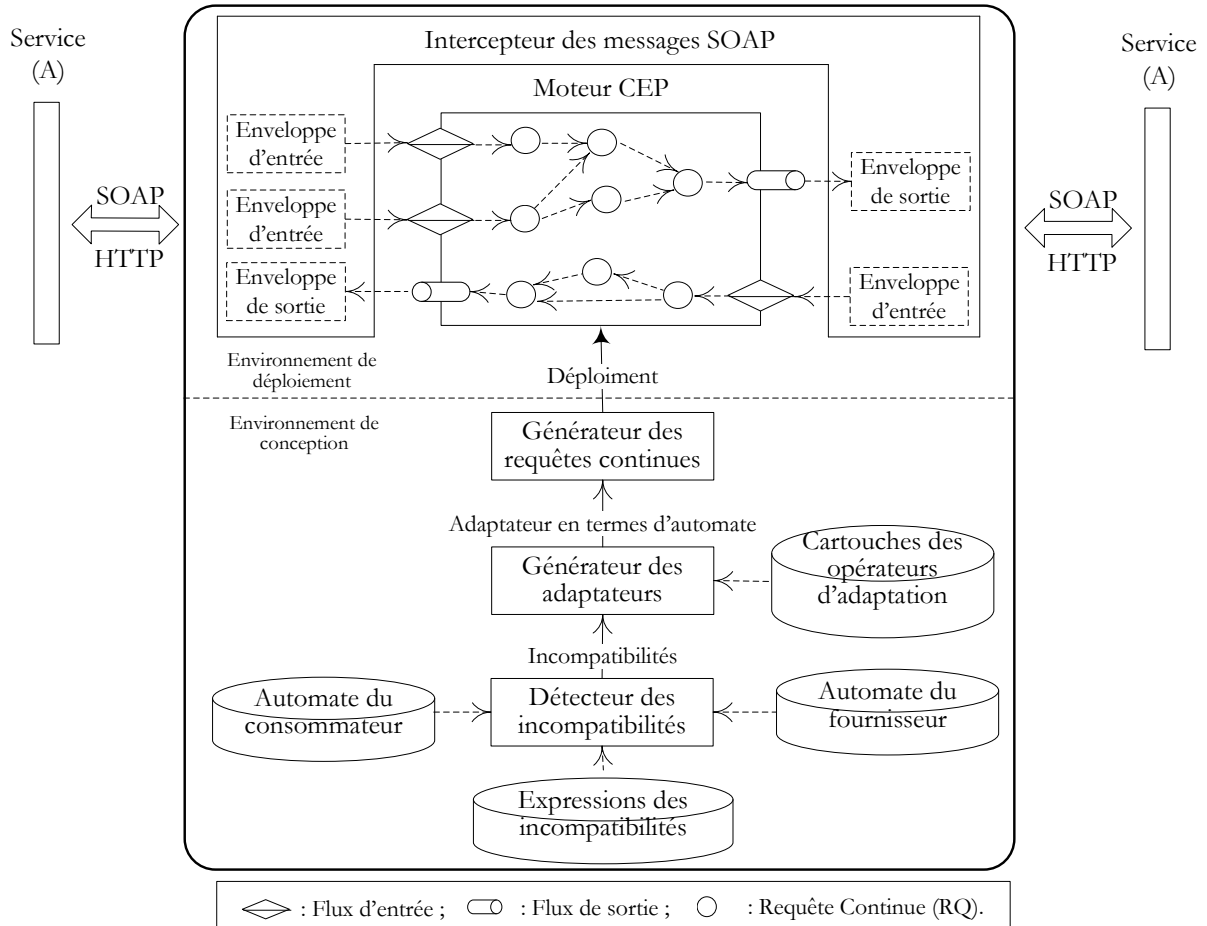 Service
(A)
SOAP
HTTP
Intercepteur des messages SOAP
Moteur CEP
Enveloppe
d'entrée
Enveloppe
d'entrée
Enveloppe
de sortie
Enveloppe
de sortie
Enveloppe
d'entrée
Service
(A)
SOAP
HTTP
Environnement de
déploiement
Déploiment
Environnement de
conception
Générateur des
requêtes continues
Adaptateur en termes d'automate
Générateur des
adaptateurs
Cartouches des
opérateurs
d'adaptation
Incompatibilités
Automate du
consommateur
Détecteur des
incompatibilités
Automate du
fournisseur
Expressions des
incompatibilités
: Flux d'entrée ; : Flux de sortie ; : Requête Continue (RQ).